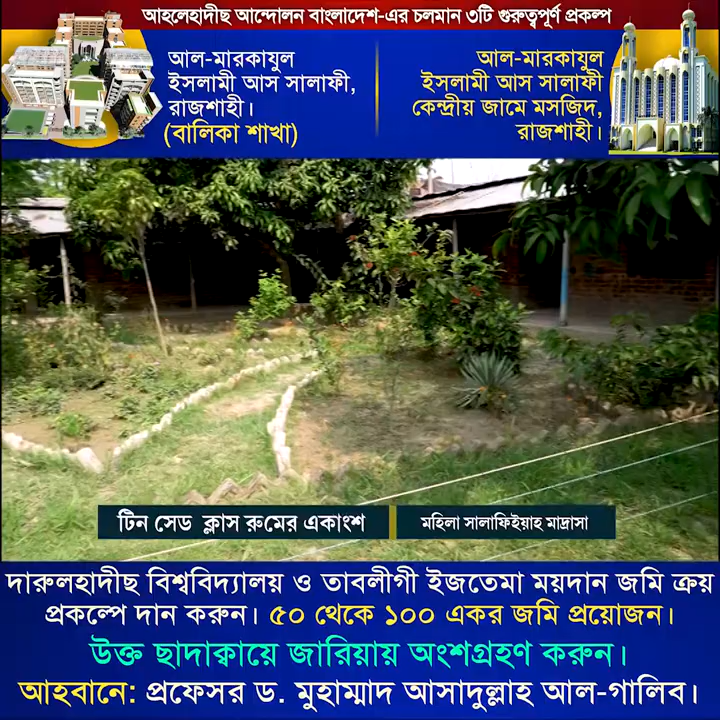 আহলেহাদীছ আন্দোলন বাংলাদেশ-এর চলমান ৩টি গুরুত্বপূর্ণ প্রকল্প
আল-মারকাযুল
ইসলামী আস সালাফী,
রাজশাহী।
(বালিকা শাখা)
আল-মারকাযুল
ইসলামী আস সালাফী
কেন্দ্রীয় জামে মসজিদ,
রাজশাহী।
টিন সেড ক্লাস রুমের একাংশ
মহিলা সালাফিইয়াহ মাদ্রাসা
দারুলহাদীছ বিশ্ববিদ্যালয় ও তাবলীগী ইজতেমা ময়দান জমি ক্রয়
প্রকল্পে দান করুন। ৫০ থেকে ১০০ একর জমি প্রয়োজন।
উক্ত ছাদাক্বায়ে জারিয়ায় অংশগ্রহণ করুন।
আহবানে: প্রফেসর ড. মুহাম্মাদ আসাদুল্লাহ আল-গালিব।